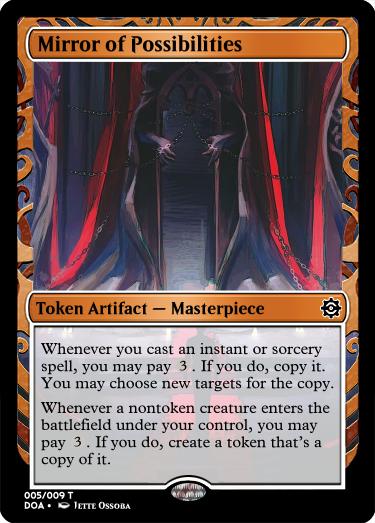 Mirror of Possibilities
Token Artifact — Masterpiece
Whenever you cast an instant or sorcery
spell, you may pay 3 . If you do, copy it.
You may choose new targets for the copy.
Whenever a nontoken creature enters the
battlefield under your control, you may
pay 3 . If you do, create a token that's a
copy of it.
005/009 T
DOA • Jette Ossoba